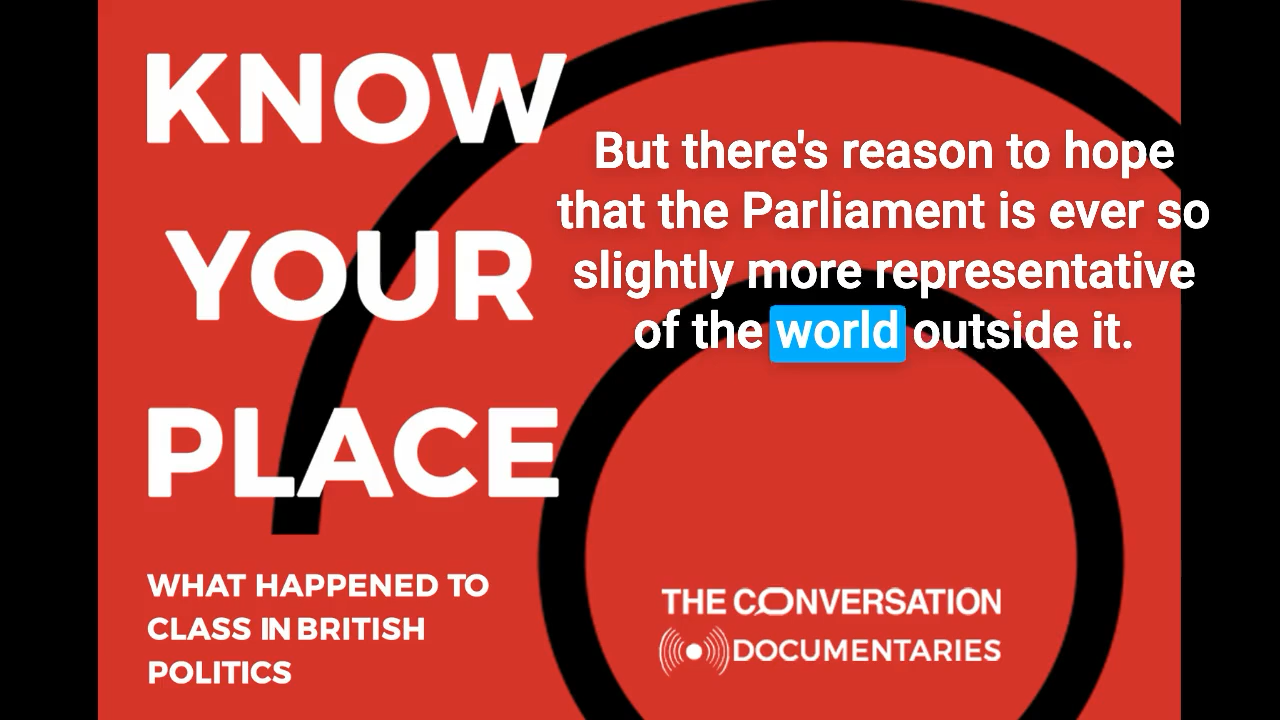 KNOW
YOUR
PLACE
But there's reason to hope
that the Parliament is ever so
slightly more representative
of the world outside it.
WHAT HAPPENED TO
CLASS IN BRITISH
POLITICS
THE CONVERSATION
DOCUMENTARIES